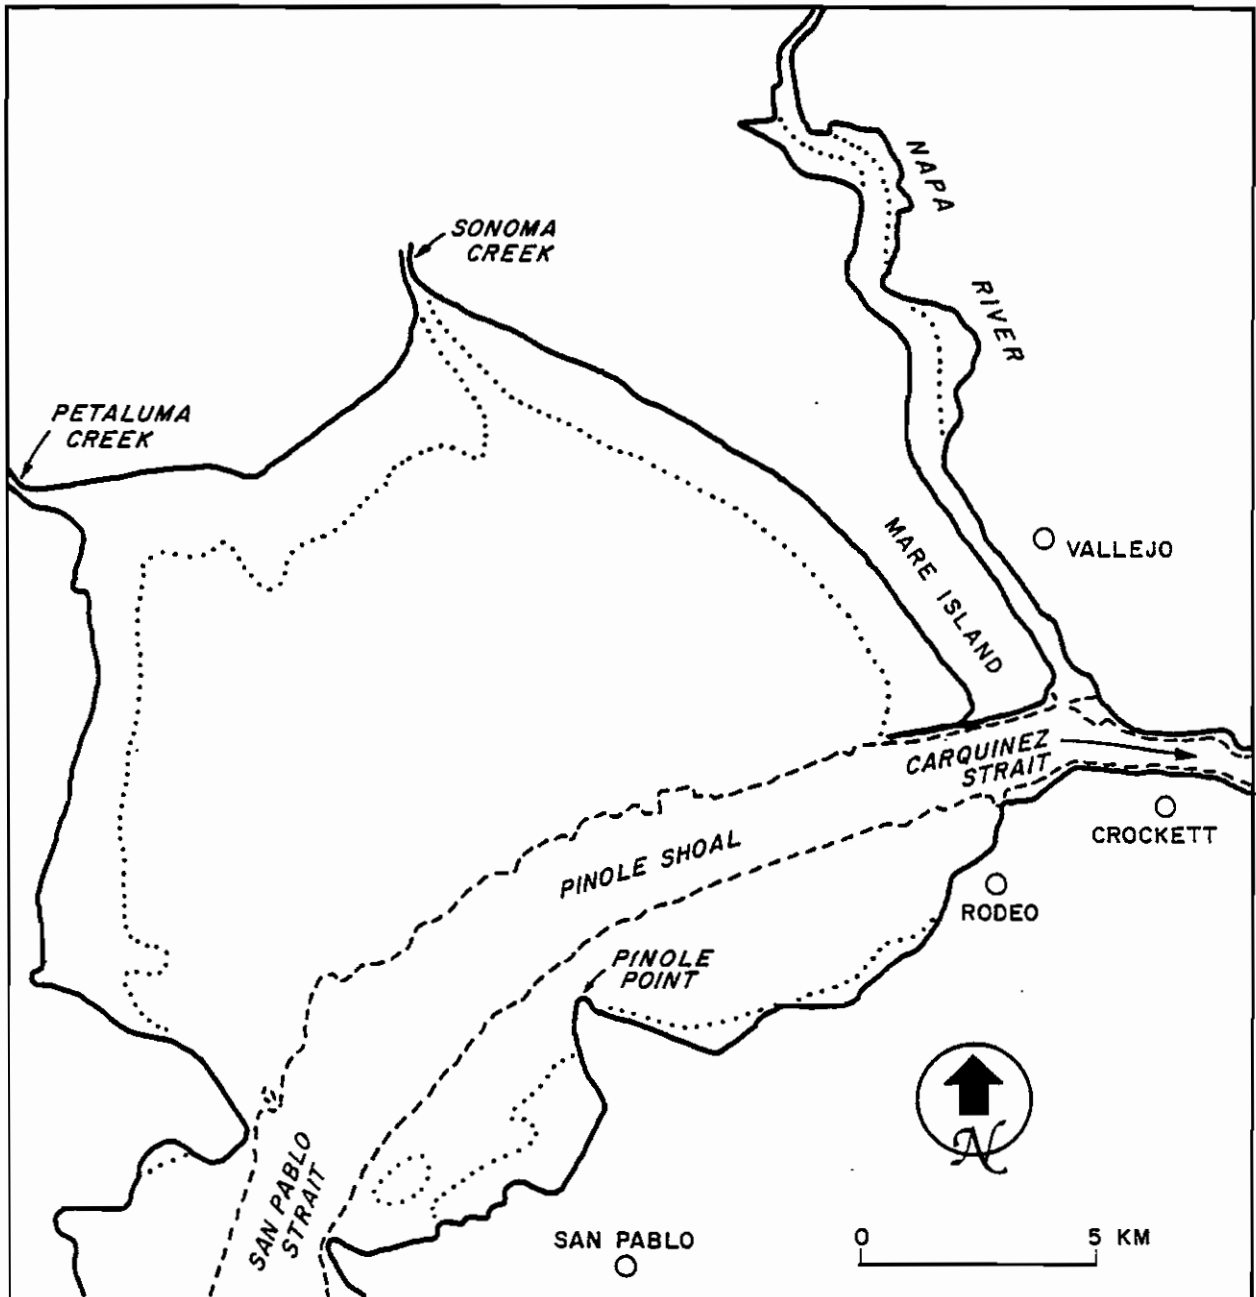 NAPA
RIVER
SONOMA
CREEK
PETALUMA
CREEK
MARE ISLAND
VALLEJO
CARQUINEZ
STRAIT
CROCKETT
PINOLE SHOAL
RODEO
PINOLE
POINT
SAN PABLO
STRAIT
N
SAN PABLO
0 5 KM